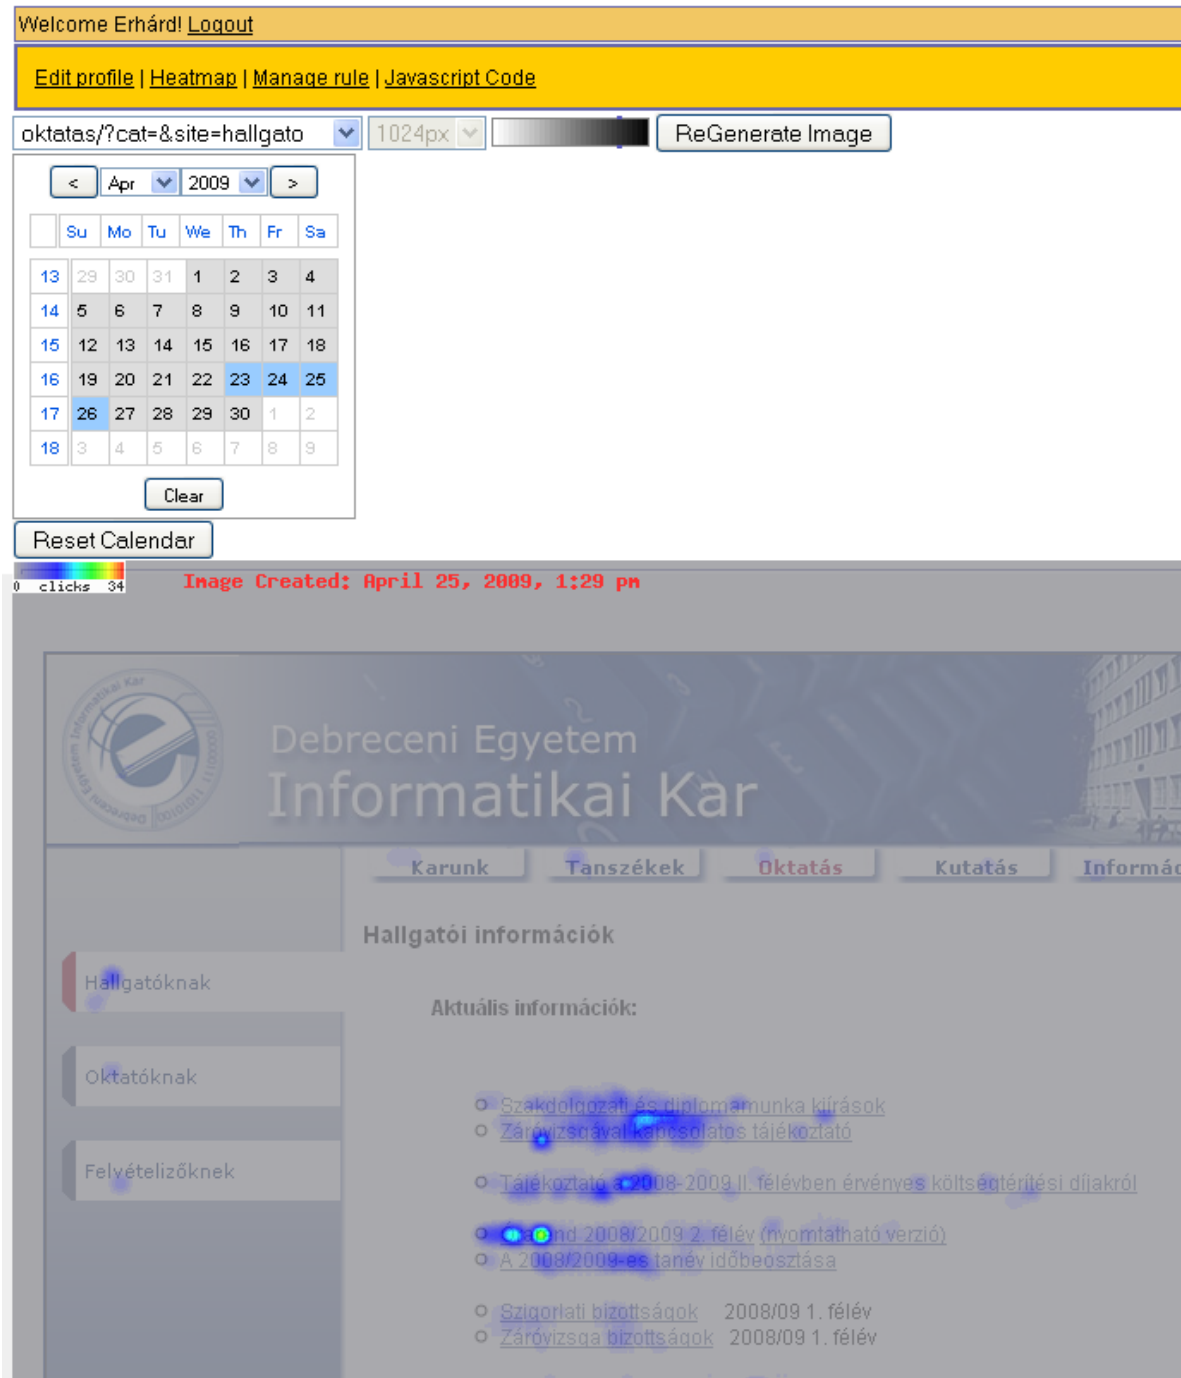 Welcome Erhárd! Logout
Edit profile | Heatmap | Manage rule | Javascript Code
oktatas/?cat=&site=hallgato 1024px ReGenerate Image
< Apr 2009 >
Su Mo Tu We Th Fr Sa
13 29 30 31 1 2 3 4
14 5 6 7 8 9 10 11
15 12 13 14 15 16 17 18
16 19 20 21 22 23 24 25
17 26 27 28 29 30 1 2
18 3 4 5 6 7 8 9
Clear
Reset Calendar
0 clicks 34 Image Created: April 25, 2009, 1:29 pm
Debreceni Egyetem
Informatikai Kar
Karunk Tanszékek Oktatás Kutatás Informác
Hallgatói információk
Hallgatóknak
Aktuális információk:
Oktatóknak
Szakdolgozati és diplomamunka kiírások
Záróvizsgával kapcsolatos tájékoztató
Felvételizőknek
Tájékoztató a 2008-2009 II. félévben érvényes költségtérítési díjakról
2008/2009 2. félév (nyomtatható verzió)
A 2008/2009-es tanév időbeosztása
Szigorlati bizottságok 2008/09 1. félév
Záróvizsga bizottságok 2008/09 1. félév